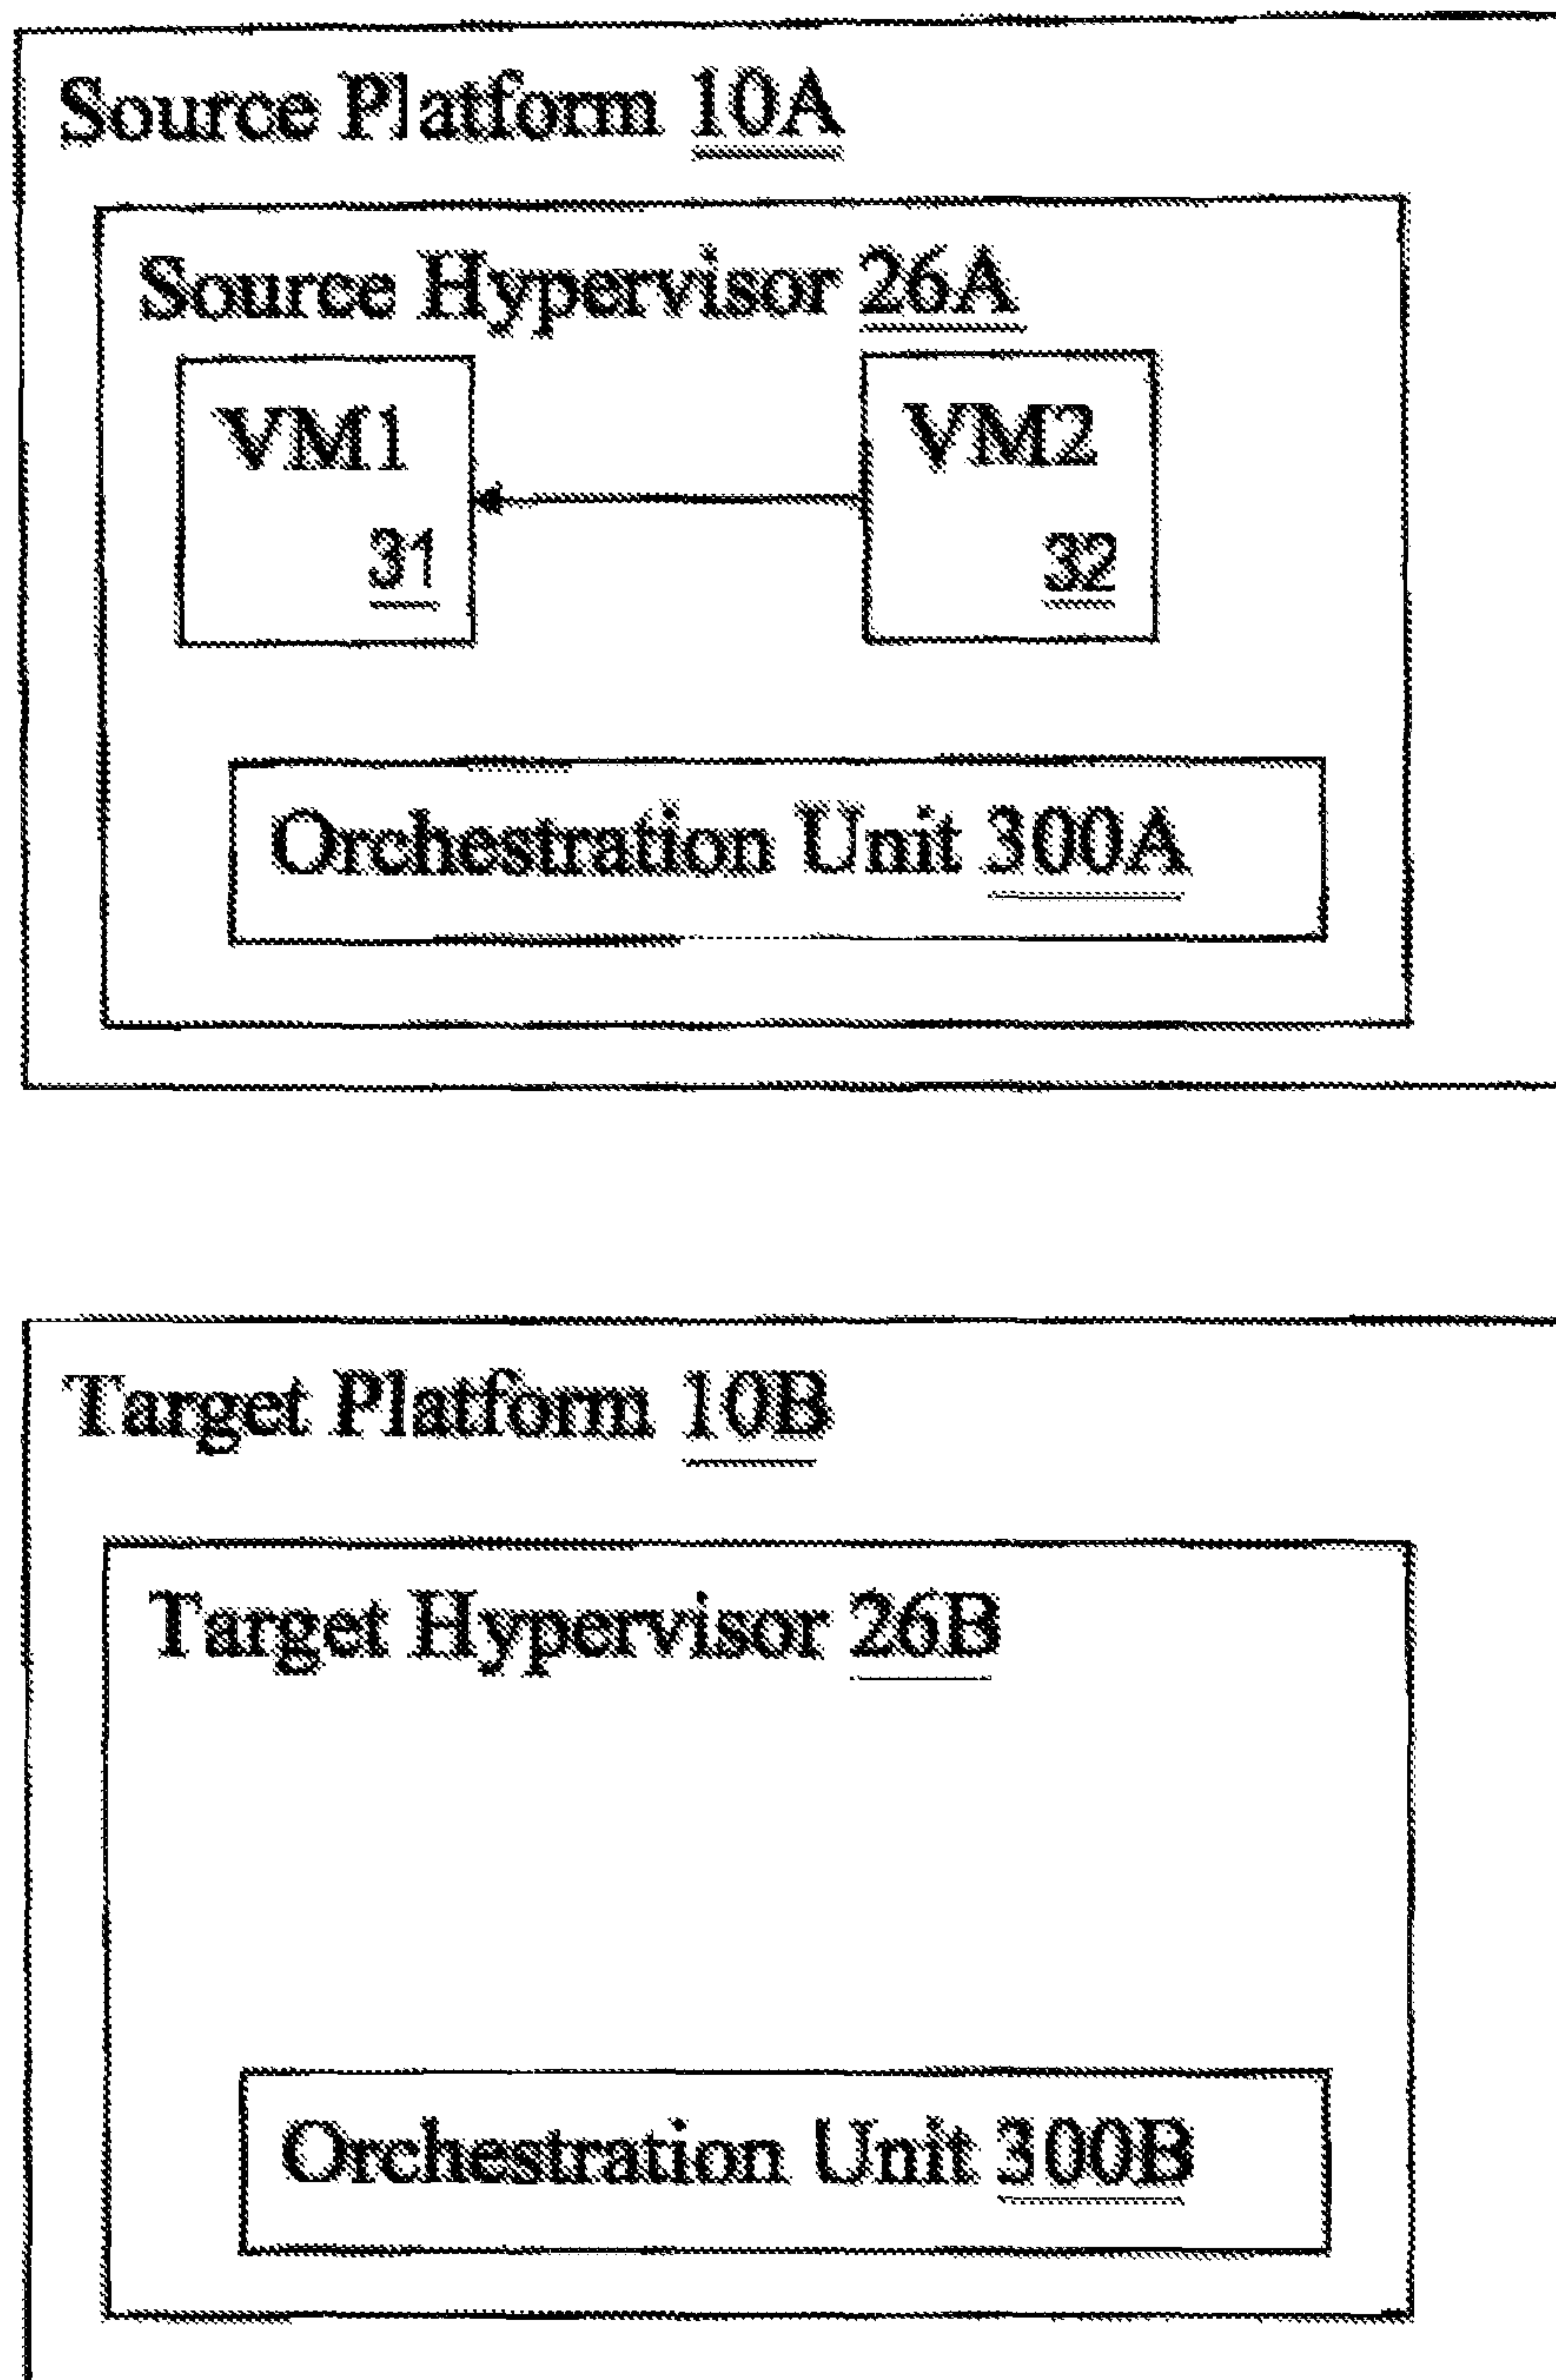 Source Platform 10A
Source Hypervisor 26A
VM1
VM2
31
32
Orchestration Unit 300A
Target Platform 10B
Target Hypervisor 26B
Orchestration Unit 300B